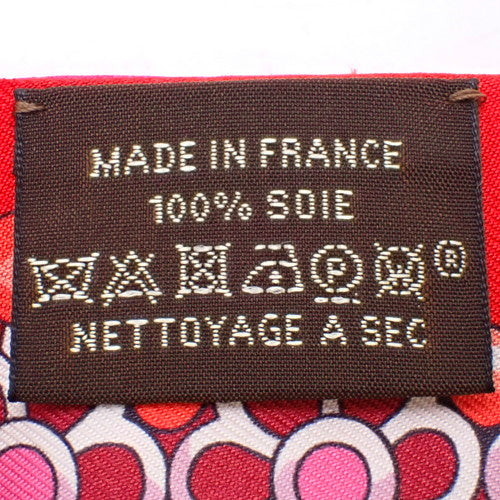 MADE IN FRANCE
100% SOIE
P ®
NETTOYAGE A SEC